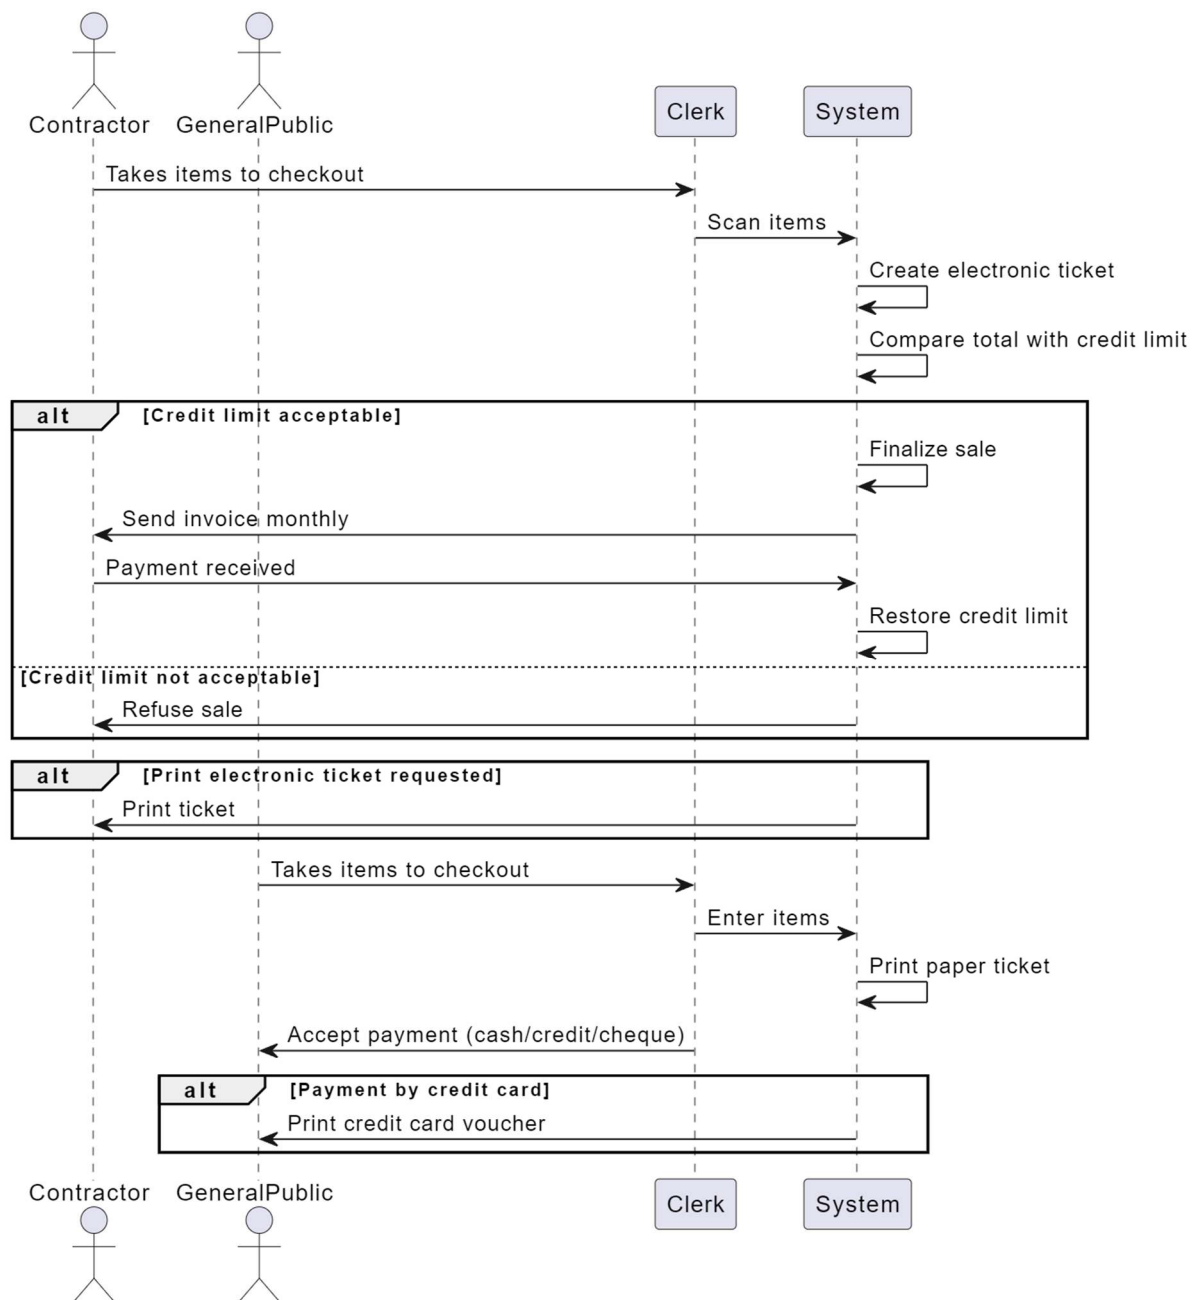 Contractor GeneralPublic Clerk System
Takes items to checkout
Scan items
Create electronic ticket
Compare total with credit limit
alt [Credit limit acceptable]
Finalize sale
Send invoice monthly
Payment received
Restore credit limit
[Credit limit not acceptable]
Refuse sale
alt [Print electronic ticket requested]
Print ticket
Takes items to checkout
Enter items
Print paper ticket
Accept payment (cash/credit/cheque)
alt [Payment by credit card]
Print credit card voucher
Contractor GeneralPublic Clerk System